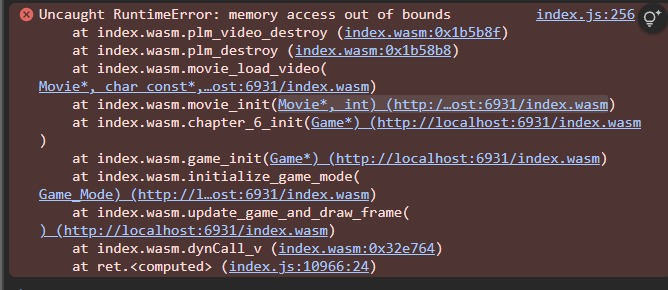 Uncaught RuntimeError: memory access out of bounds index.js:256
at index.wasm.plm_video_destroy (index.wasm:0x1b5b8f)
at index.wasm.plm_destroy (index.wasm:0x1b58b8)
at index.wasm.movie_load_video(
Movie*, char const*,…ost:6931/index.wasm)
at index.wasm.movie_init(Movie*, int) (http:/…ost:6931/index.wasm)
at index.wasm.chapter_6_init(Game*) (http://localhost:6931/index.wasm
)
at index.wasm.game_init(Game*) (http://localhost:6931/index.wasm)
at index.wasm.initialize_game_mode(
Game_Mode) (http://l…ost:6931/index.wasm)
at index.wasm.update_game_and_draw_frame(
) (http://localhost:6931/index.wasm)
at index.wasm.dynCall_v (index.wasm:0x32e764)
at ret.<computed> (index.js:10966:24)